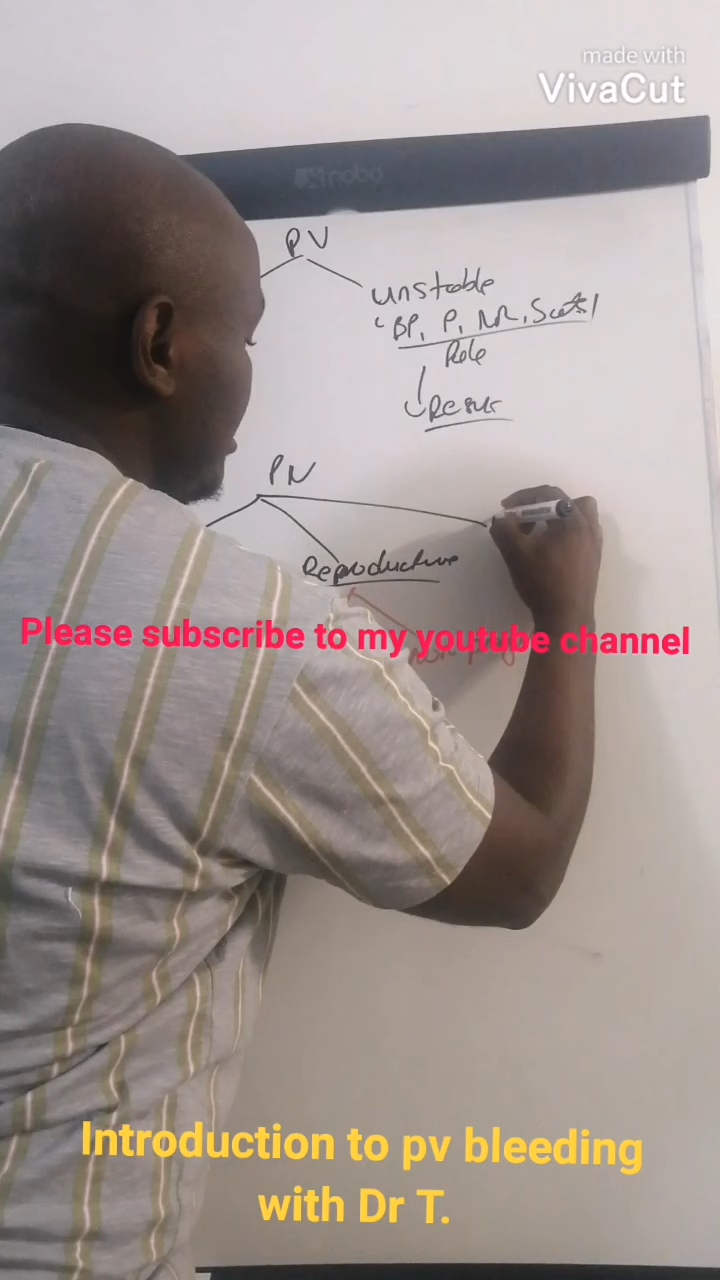 made with
VivaCut
nobo
PV
unstable
BP, P, RR, Sats
Role
Resus
PV
Reproductive
Please subscribe to my youtube channel
Introduction to pv bleeding
with Dr T.